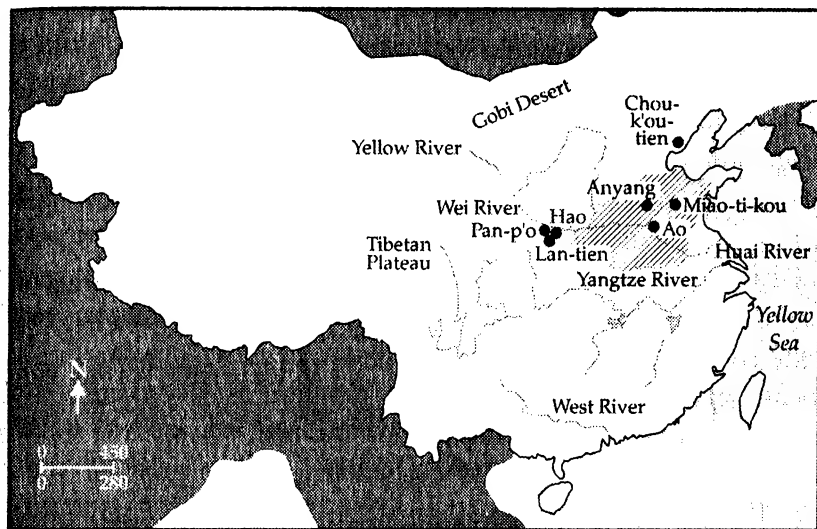 Gobi Desert
Chou-
k'ou-
tien
Yellow River
Anyang
Miao-ti-kou
Wei River
Hao
Pan-p'o
Ao
Lan-tien
Tibetan
Plateau
Huai River
Yangtze River
Yellow
Sea
N
West River
0 450
0 280